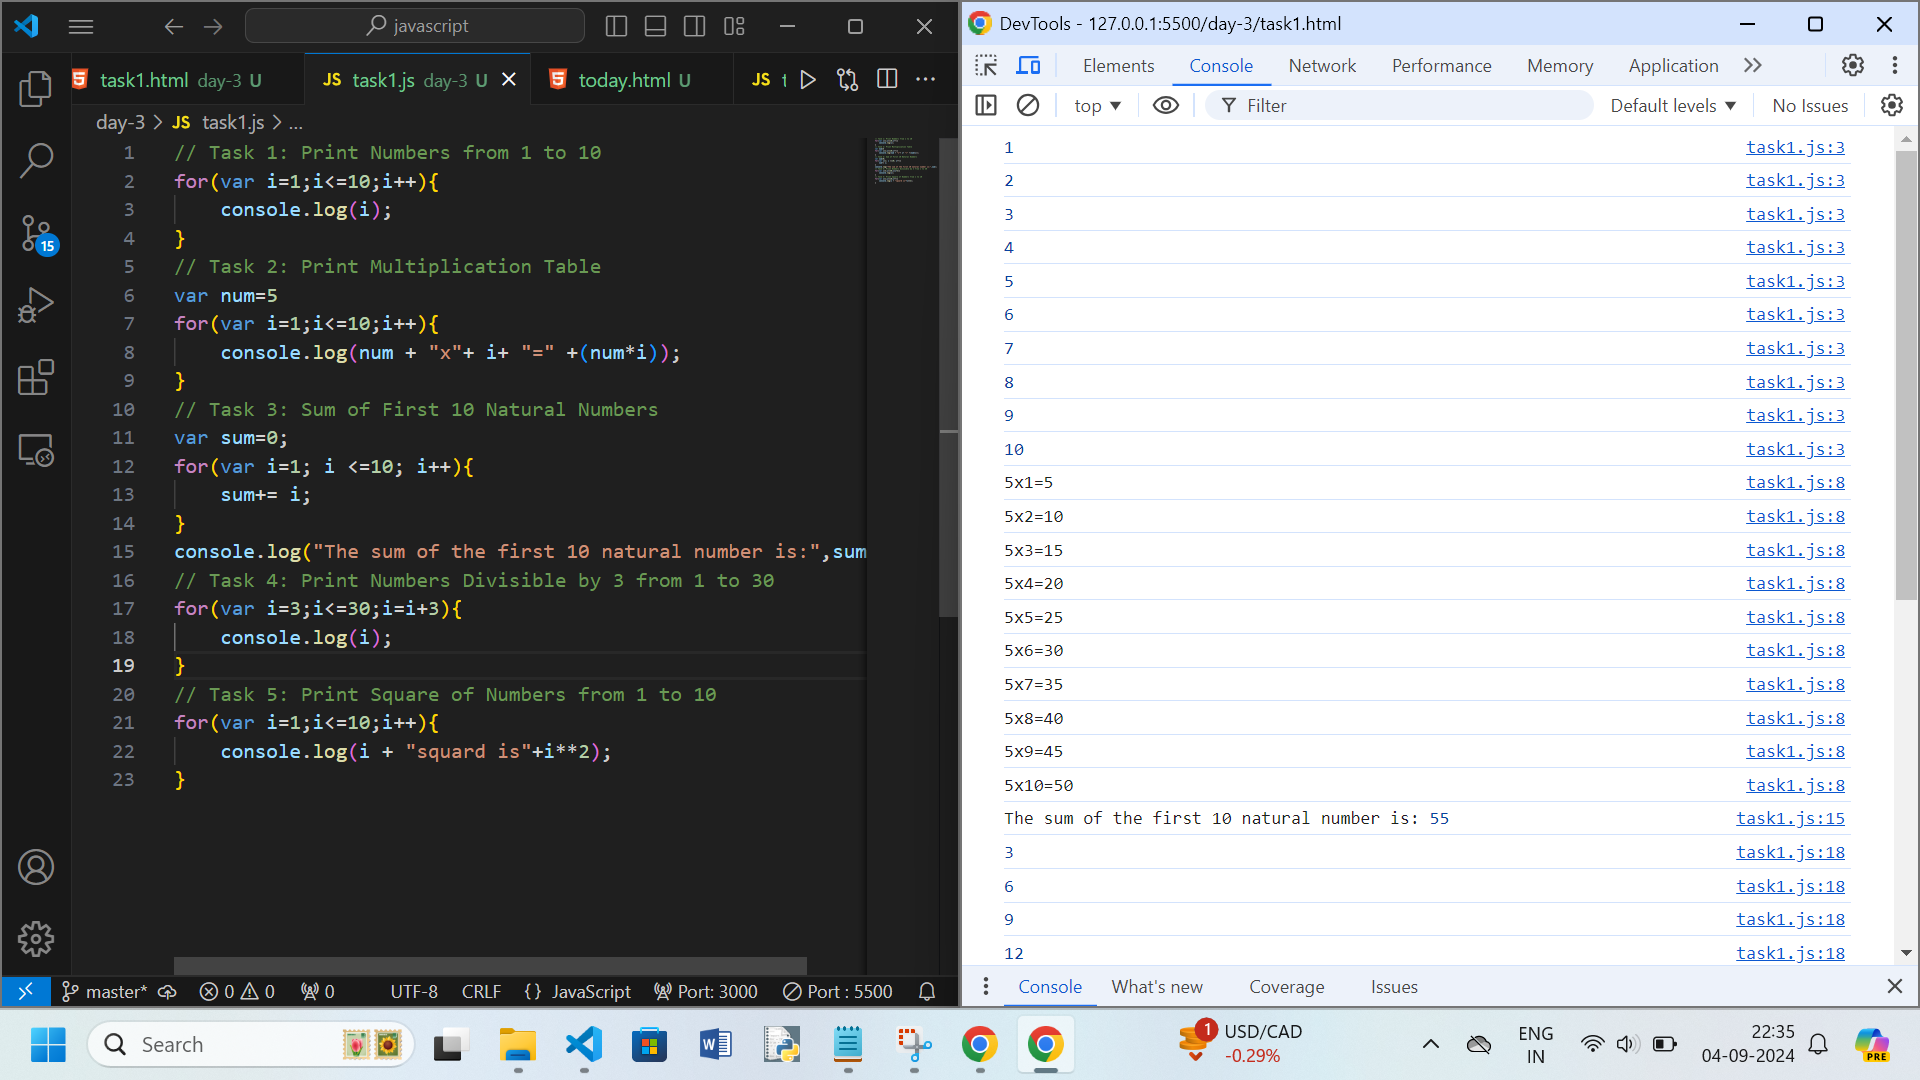 javascript
task1.html day-3 U
JS task1.js day-3 U
today.html U
JS
day-3 > JS task1.js > ...
1 // Task 1: Print Numbers from 1 to 10
2 for(var i=1;i<=10;i++){
3 console.log(i);
4 }
5 // Task 2: Print Multiplication Table
6 var num=5
7 for(var i=1;i<=10;i++){
8 console.log(num + "x"+ i+ "=" +(num*i));
9 }
10 // Task 3: Sum of First 10 Natural Numbers
11 var sum=0;
12 for(var i=1; i <=10; i++){
13 sum+= i;
14 }
15 console.log("The sum of the first 10 natural number is:",sum
16 // Task 4: Print Numbers Divisible by 3 from 1 to 30
17 for(var i=3;i<=30;i=i+3){
18 console.log(i);
19 }
20 // Task 5: Print Square of Numbers from 1 to 10
21 for(var i=1;i<=10;i++){
22 console.log(i + "squard is"+i**2);
23 }
15
master* 0 0 0 UTF-8 CRLF {} JavaScript Port: 3000 Port : 5500
DevTools - 127.0.0.1:5500/day-3/task1.html
Elements Console Network Performance Memory Application
top Filter Default levels No Issues
1 task1.js:3
2 task1.js:3
3 task1.js:3
4 task1.js:3
5 task1.js:3
6 task1.js:3
7 task1.js:3
8 task1.js:3
9 task1.js:3
10 task1.js:3
5x1=5 task1.js:8
5x2=10 task1.js:8
5x3=15 task1.js:8
5x4=20 task1.js:8
5x5=25 task1.js:8
5x6=30 task1.js:8
5x7=35 task1.js:8
5x8=40 task1.js:8
5x9=45 task1.js:8
5x10=50 task1.js:8
The sum of the first 10 natural number is: 55 task1.js:15
3 task1.js:18
6 task1.js:18
9 task1.js:18
12 task1.js:18
Console What's new Coverage Issues
Search
1
USD/CAD
-0.29%
ENG
IN
22:35
04-09-2024
PRE